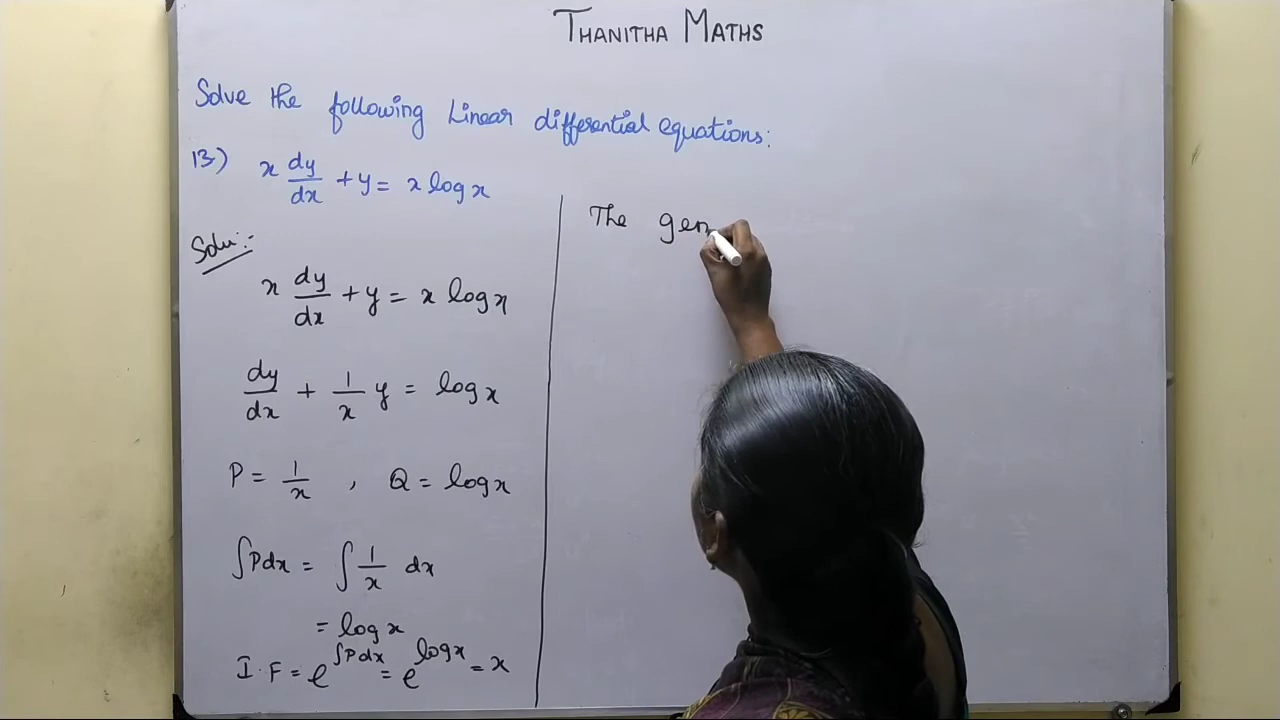 THANITHA MATHS
Solve the following Linear differential equations:
13) x dy/dx + y = x log x
Solu:-
x dy/dx + y = x log x
dy/dx + 1/x y = log x
P = 1/x , Q = log x
∫Pdx = ∫ 1/x dx
= log x
I.F = e^∫Pdx = e^log x = x
The gen